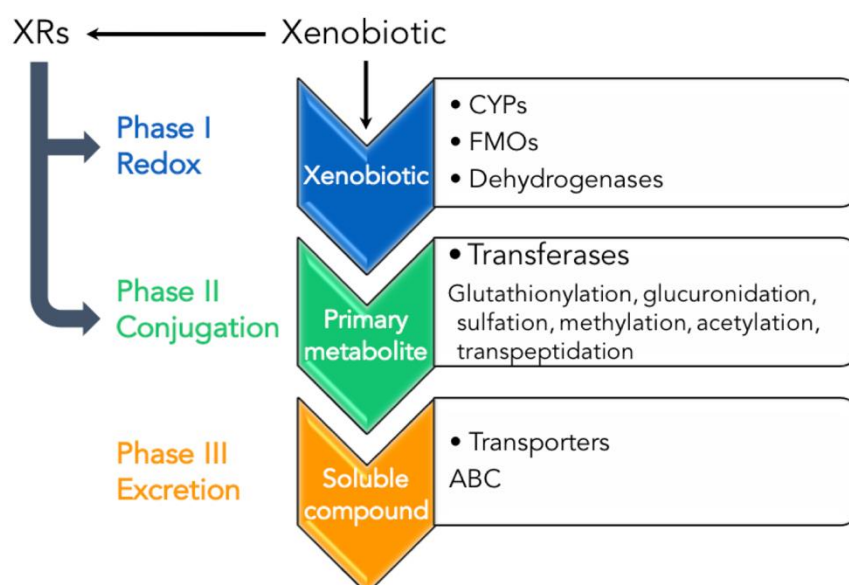 XRs
Xenobiotic
Phase I
Redox
Xenobiotic
• CYPs
• FMOs
• Dehydrogenases
Phase II
Conjugation
Primary
metabolite
• Transferases
Glutathionylation, glucuronidation,
sulfation, methylation, acetylation,
transpeptidation
Phase III
Excretion
Soluble
compound
• Transporters
ABC